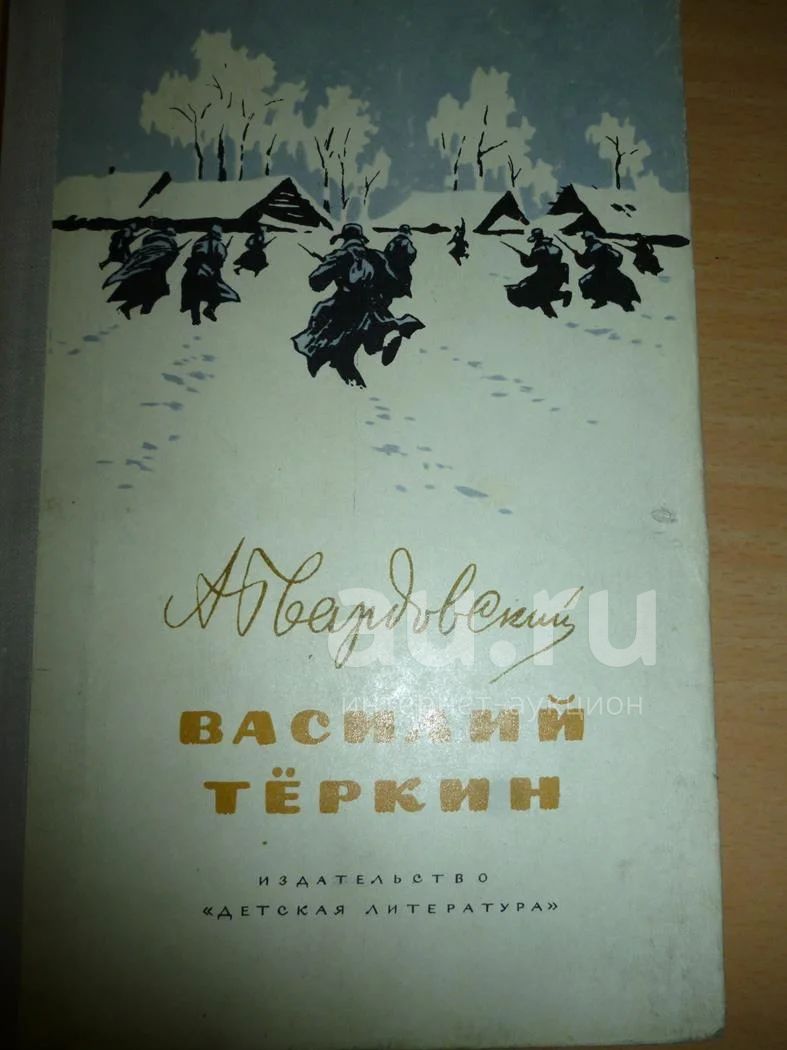 А Твардовский
au.ru
интернет-аукцион
ВАСИЛИЙ
ТЁРКИН
ИЗДАТЕЛЬСТВО
«ДЕТСКАЯ ЛИТЕРАТУРА»